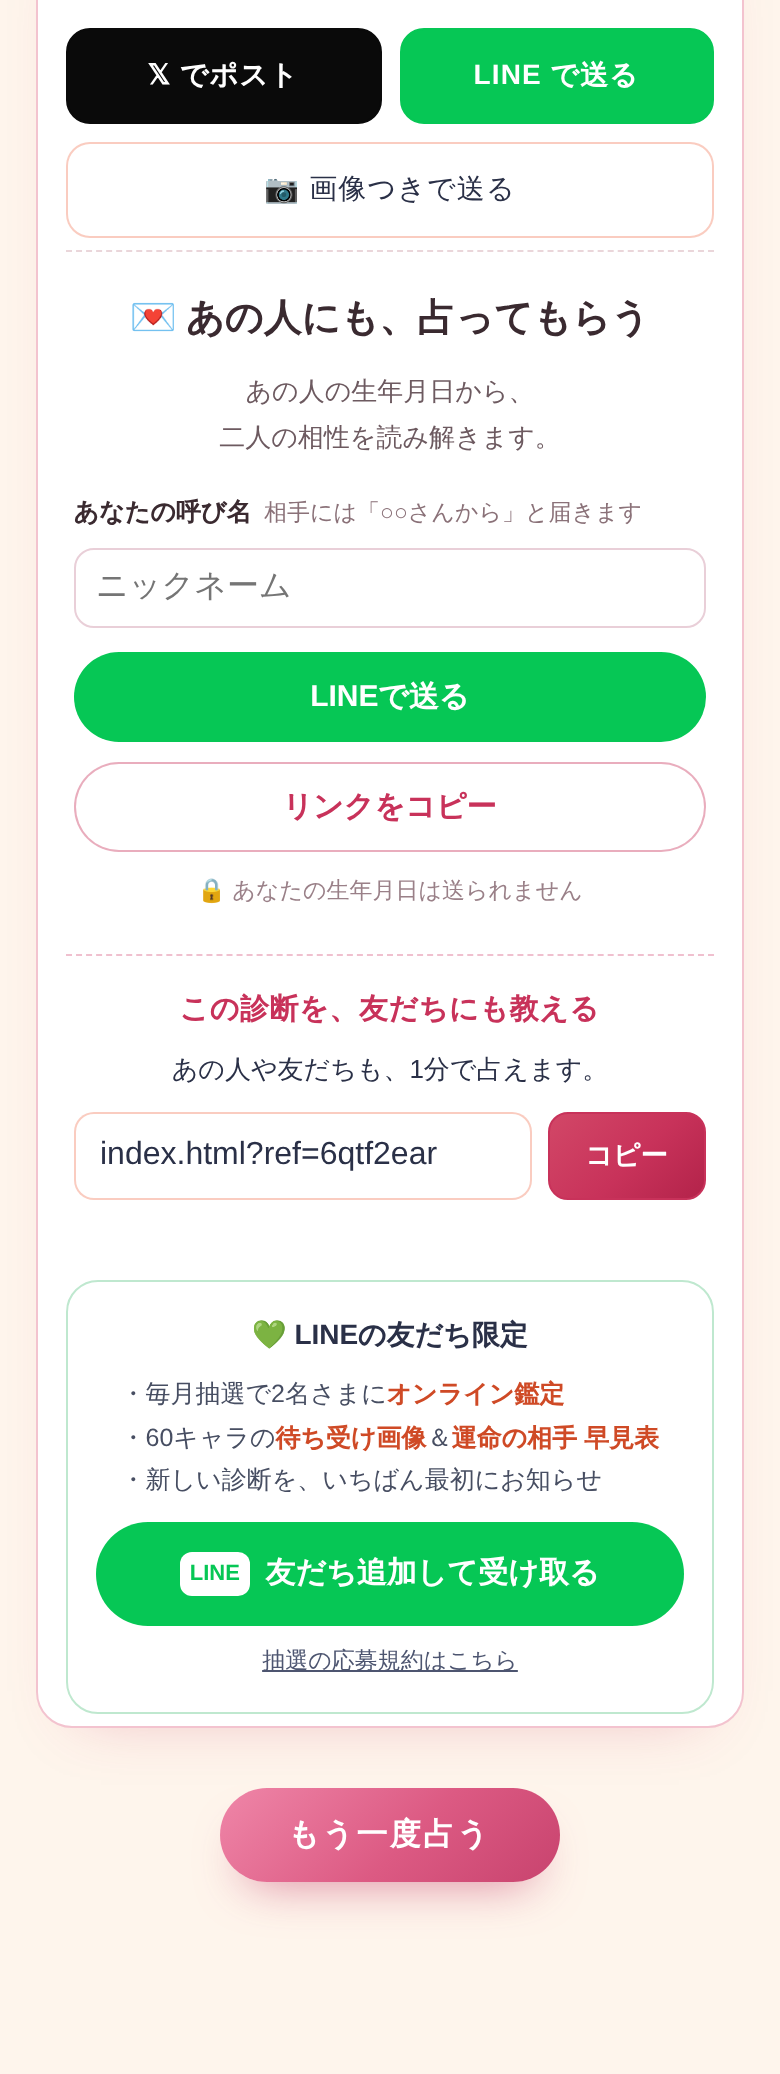 𝕏 でポスト
LINE で送る
📷 画像つきで送る
💌 あの人にも、占ってもらう
あの人の生年月日から、
二人の相性を読み解きます。
あなたの呼び名 相手には「○○さんから」と届きます
ニックネーム
LINEで送る
リンクをコピー
🔒 あなたの生年月日は送られません
この診断を、友だちにも教える
あの人や友だちも、1分で占えます。
index.html?ref=6qtf2ear
コピー
💚 LINEの友だち限定
・毎月抽選で2名さまにオンライン鑑定
・60キャラの待ち受け画像＆運命の相手 早見表
・新しい診断を、いちばん最初にお知らせ
LINE 友だち追加して受け取る
抽選の応募規約はこちら
もう一度占う